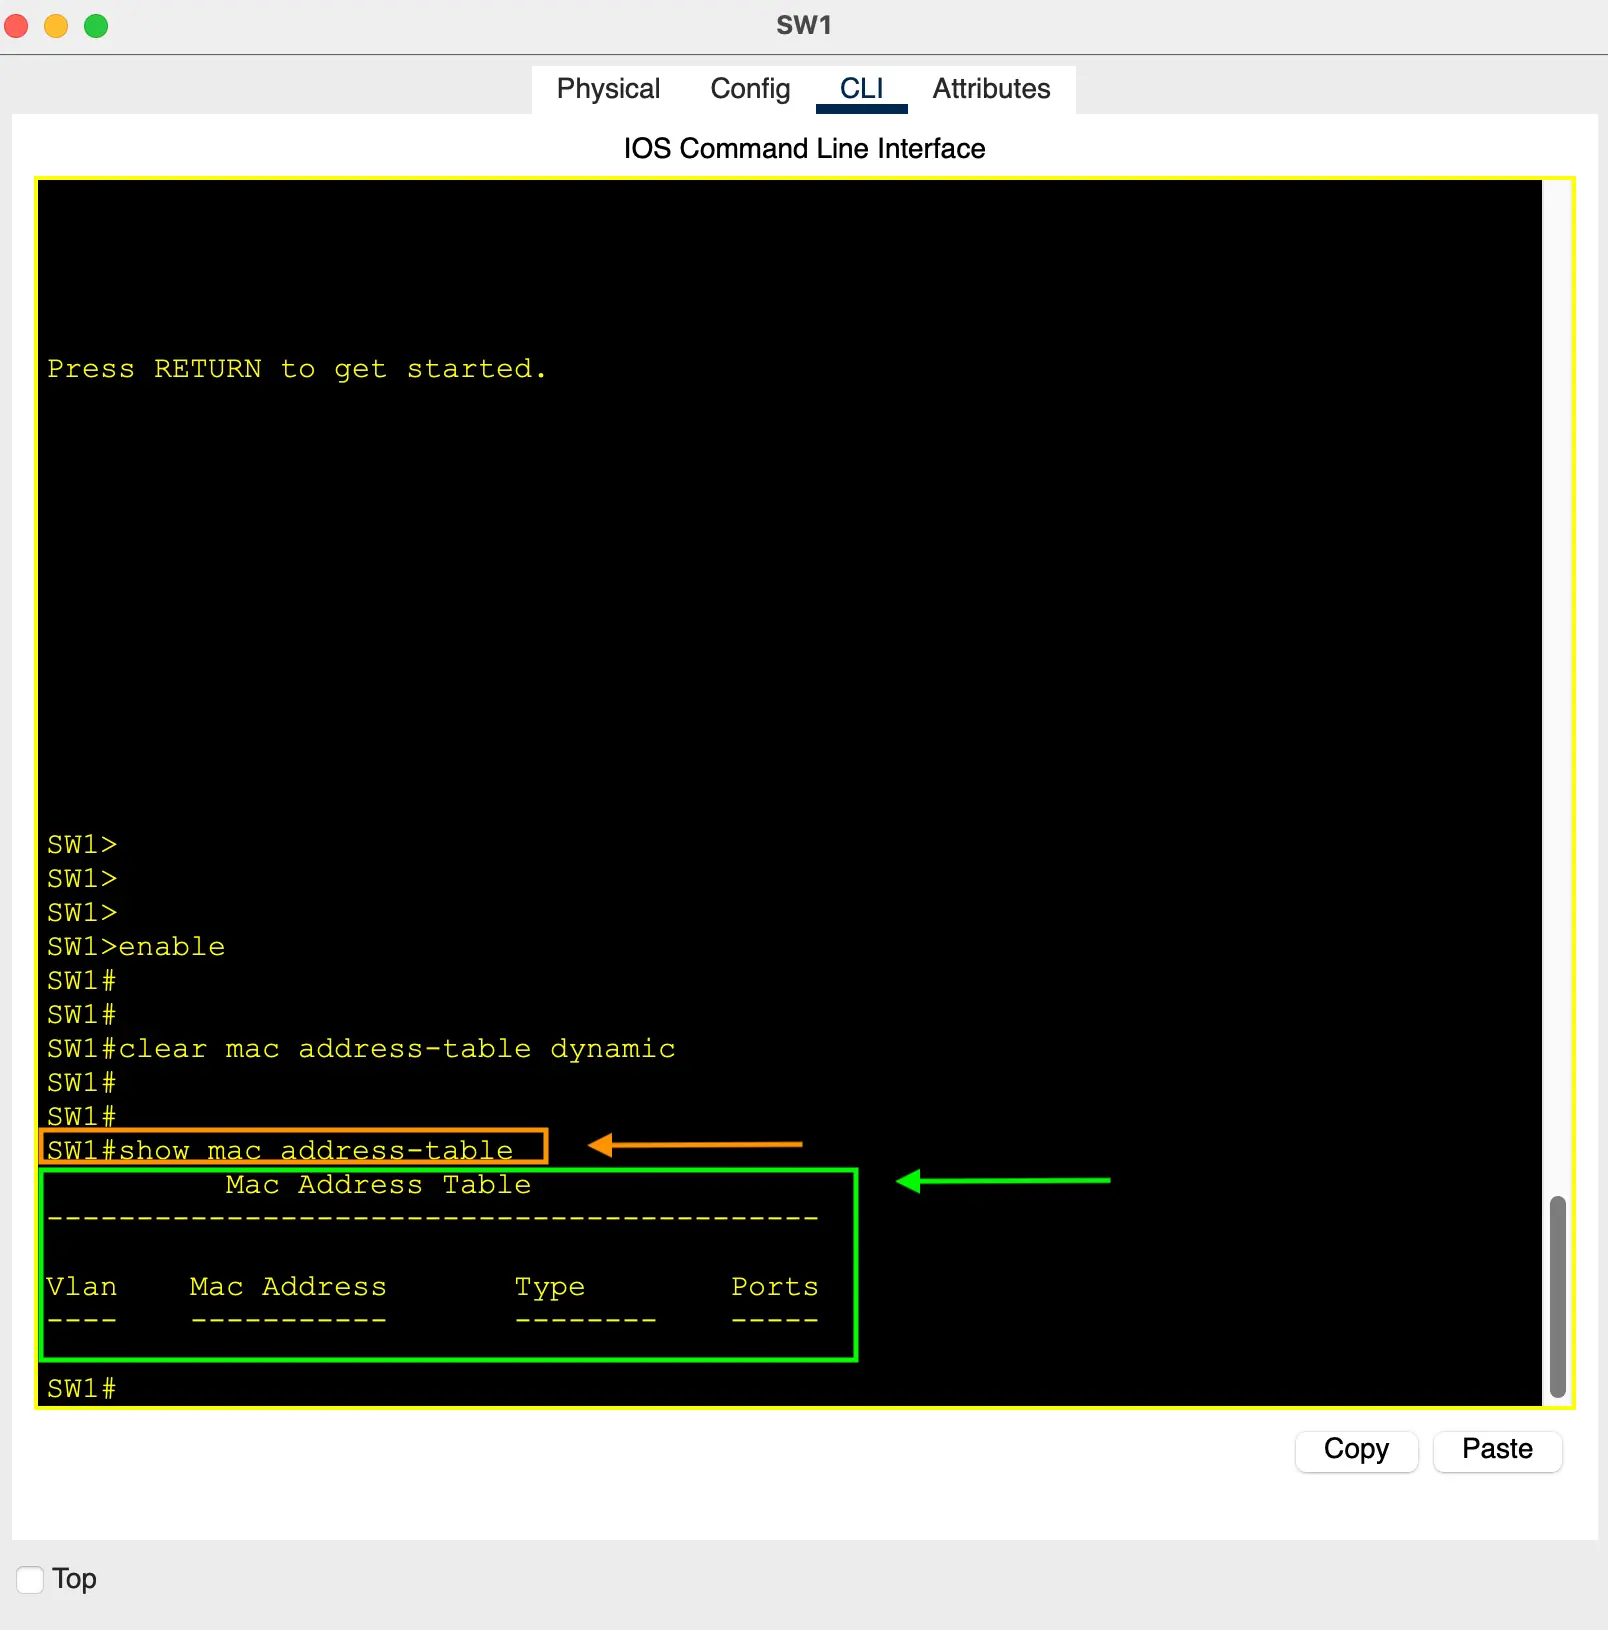 SW1
Physical Config CLI Attributes
IOS Command Line Interface
Press RETURN to get started.
SW1>
SW1>
SW1>
SW1>enable
SW1#
SW1#
SW1#clear mac address-table dynamic
SW1#
SW1#
SW1#show mac address-table
Mac Address Table
-------------------------------------------
Vlan    Mac Address       Type        Ports
----    -----------       --------    -----
SW1#
Copy Paste
Top